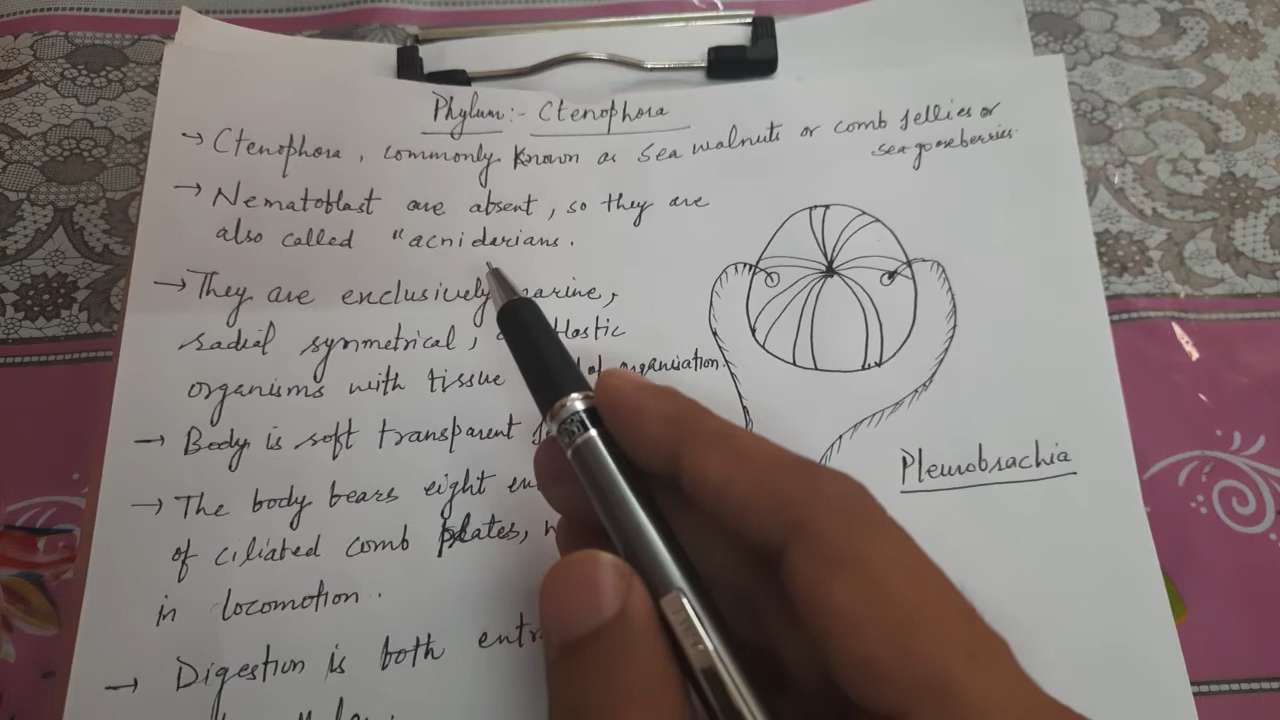 Phylum:- Ctenophora
→ Ctenophora, commonly known as sea walnuts or comb jellies or
sea gooseberries.
→ Nematoblast are absent, so they are
also called "acnidarians.
→ They are exclusively marine,
radial symmetrical,
organisms with tissue of organisation.
→ Body is soft transparent
→ The body bears eight
of ciliated comb plates,
in locomotion.
→ Digestion is both
Pleurobrachia